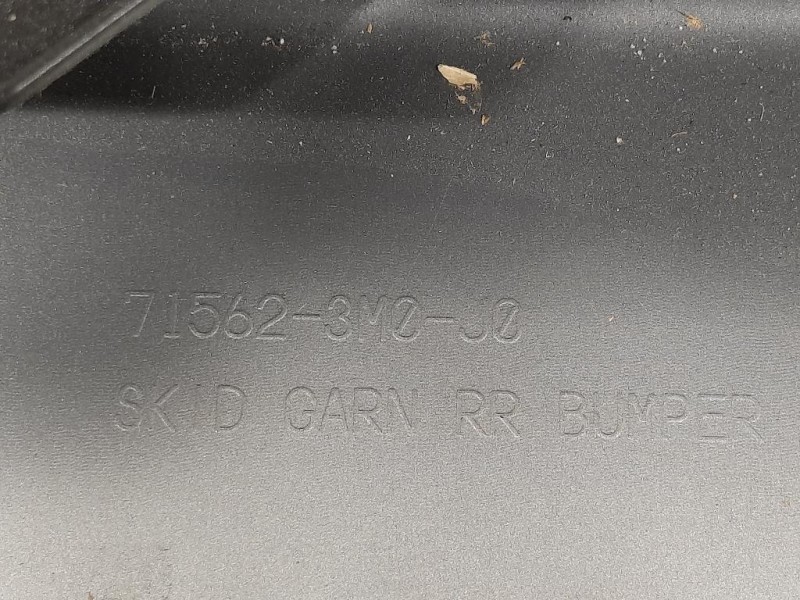 71562-3M0-J0
SKID GARN RR BUMPER